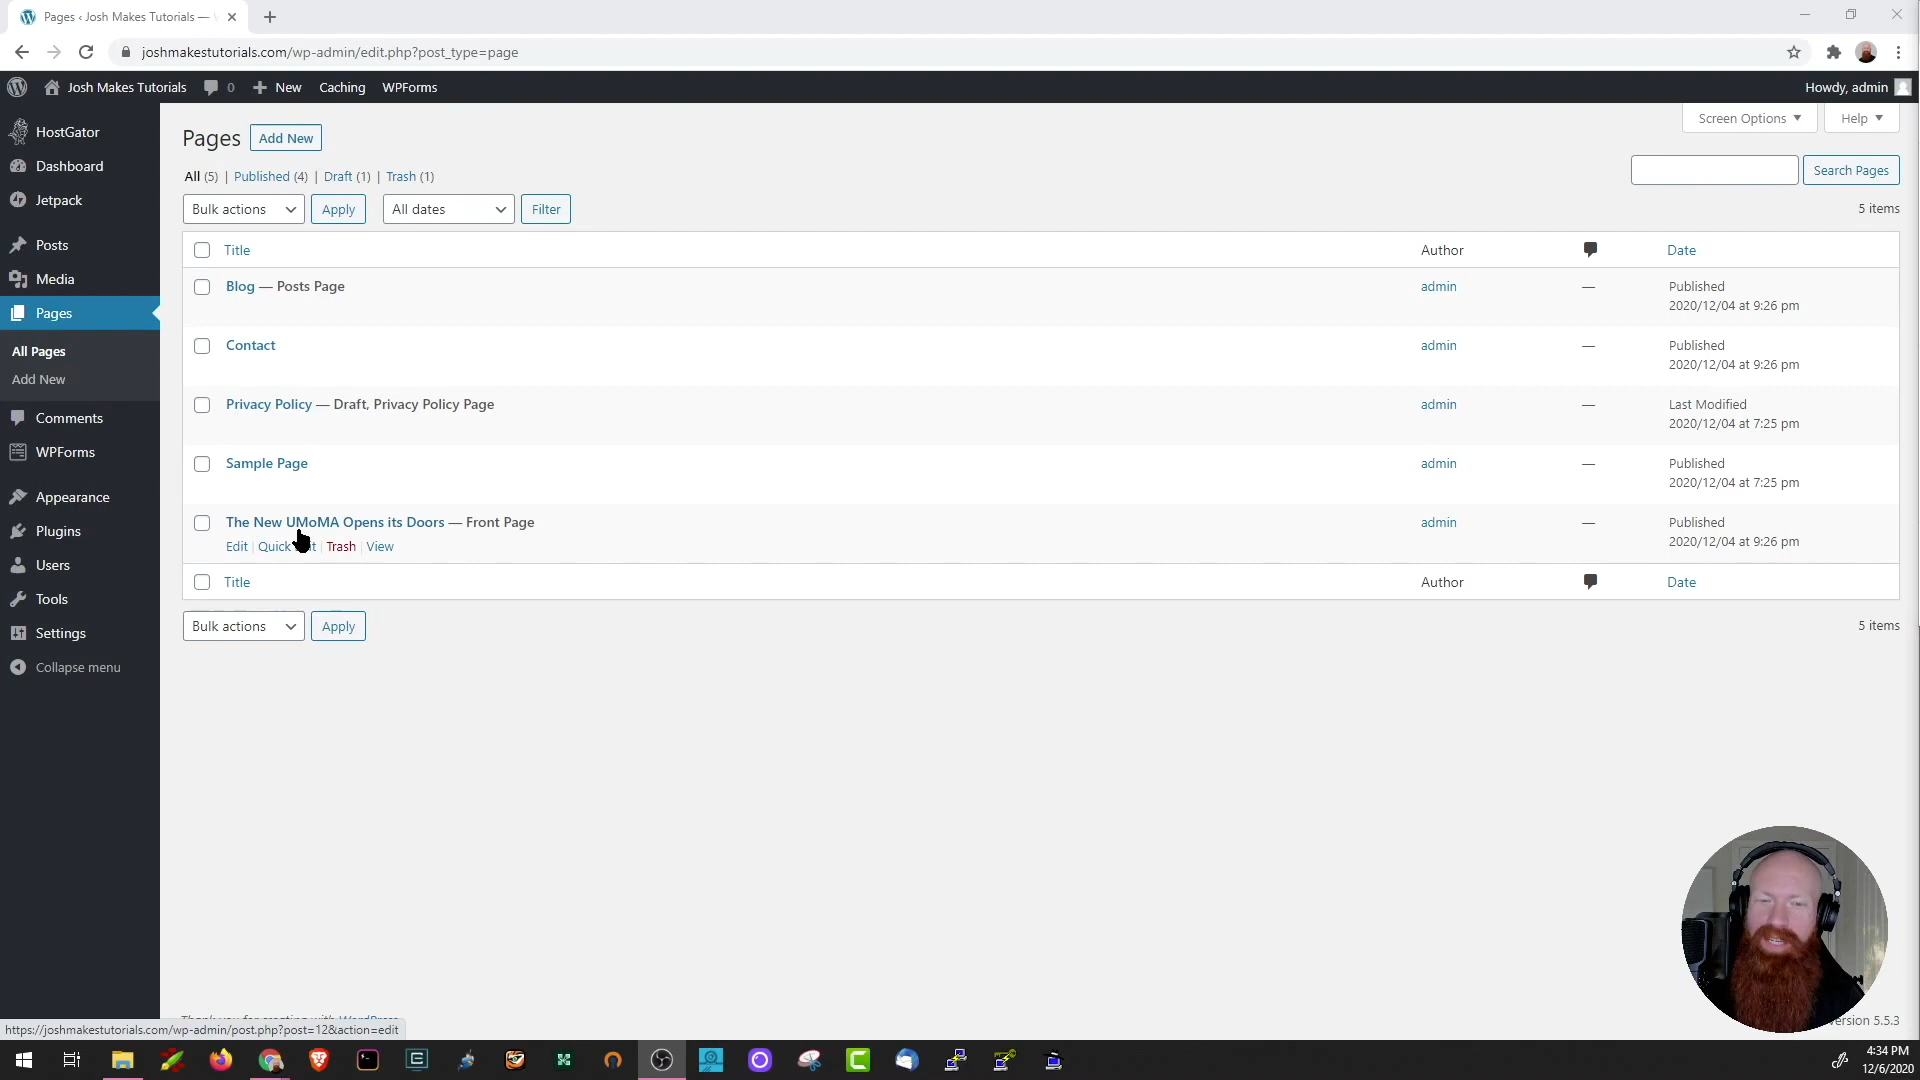 Pages ‹ Josh Makes Tutorials —
joshmakestutorials.com/wp-admin/edit.php?post_type=page
Josh Makes Tutorials 0 New Caching WPForms Howdy, admin
HostGator
Dashboard
Jetpack
Posts
Media
Pages
All Pages
Add New
Comments
WPForms
Appearance
Plugins
Users
Tools
Settings
Collapse menu
Screen Options Help
Pages Add New
All (5) | Published (4) | Draft (1) | Trash (1)
Search Pages
Bulk actions Apply All dates Filter 5 items
Title Author Date
Blog — Posts Page admin — Published
2020/12/04 at 9:26 pm
Contact admin — Published
2020/12/04 at 9:26 pm
Privacy Policy — Draft, Privacy Policy Page admin — Last Modified
2020/12/04 at 7:25 pm
Sample Page admin — Published
2020/12/04 at 7:25 pm
The New UMoMA Opens its Doors — Front Page admin — Published
2020/12/04 at 9:26 pm
Edit | Quick | Trash | View
Title Author Date
Bulk actions Apply 5 items
https://joshmakestutorials.com/wp-admin/post.php?post=12&action=edit
5.5.3
4:34 PM
12/6/2020